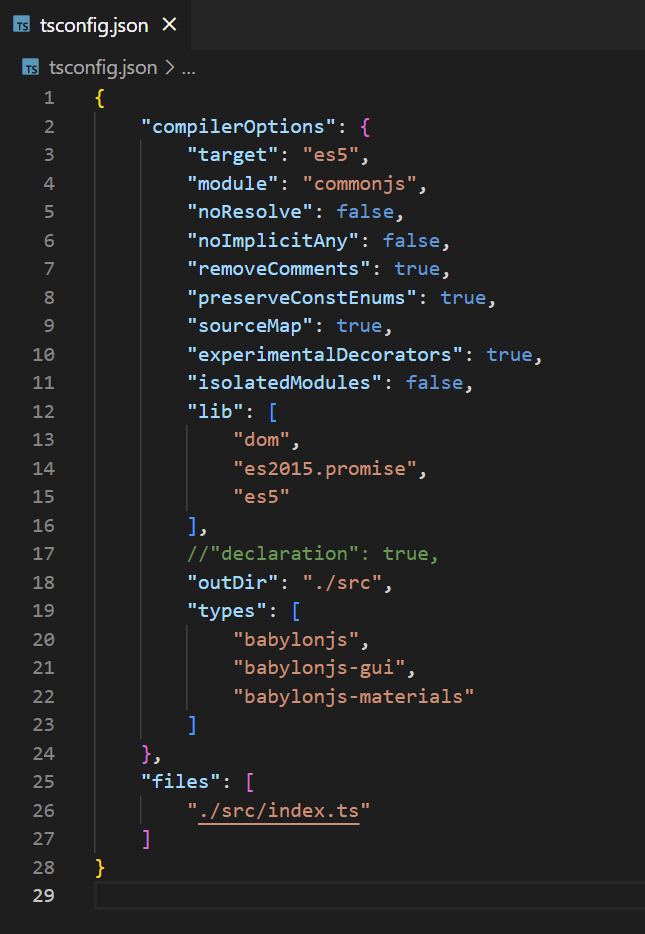 TS tsconfig.json ×
TS tsconfig.json > ...
1 {
2     "compilerOptions": {
3         "target": "es5",
4         "module": "commonjs",
5         "noResolve": false,
6         "noImplicitAny": false,
7         "removeComments": true,
8         "preserveConstEnums": true,
9         "sourceMap": true,
10         "experimentalDecorators": true,
11         "isolatedModules": false,
12         "lib": [
13             "dom",
14             "es2015.promise",
15             "es5"
16         ],
17         //"declaration": true,
18         "outDir": "./src",
19         "types": [
20             "babylonjs",
21             "babylonjs-gui",
22             "babylonjs-materials"
23         ]
24     },
25     "files": [
26         "./src/index.ts"
27     ]
28 }
29